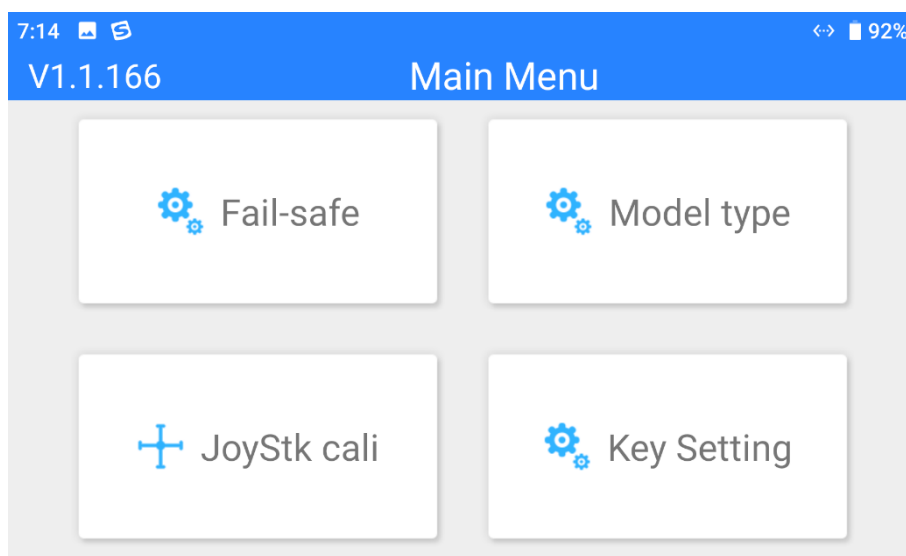 7:14 92%
V1.1.166 Main Menu
Fail-safe Model type
JoyStk cali Key Setting